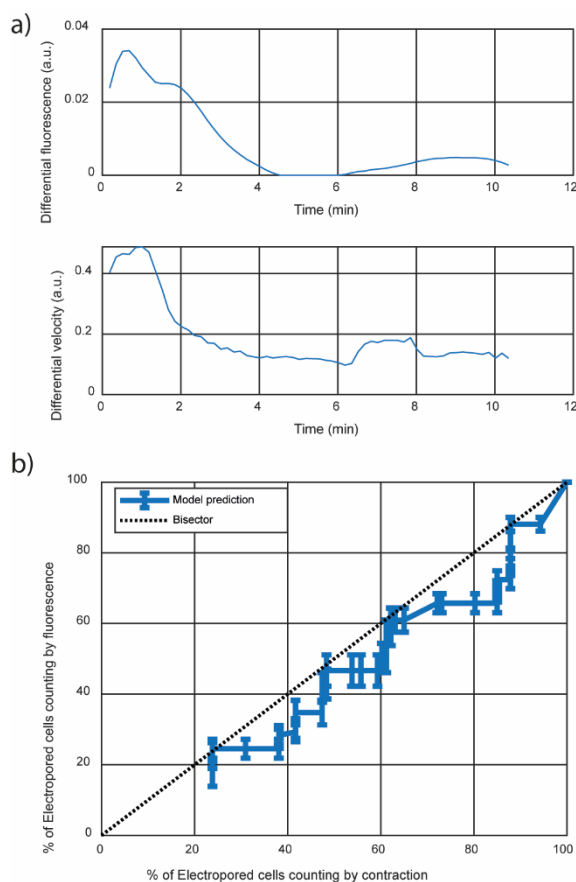 a)
Differential fluorescence (a.u.)
0.04
0.02
0
0 2 4 6 8 10 12
Time (min)
Differential velocity (a.u.)
0.4
0.2
0
0 2 4 6 8 10 12
Time (min)
b)
% of Electropored cells counting by fluorescence
100
80
60
40
20
0
Model prediction
Bisector
0 20 40 60 80 100
% of Electropored cells counting by contraction